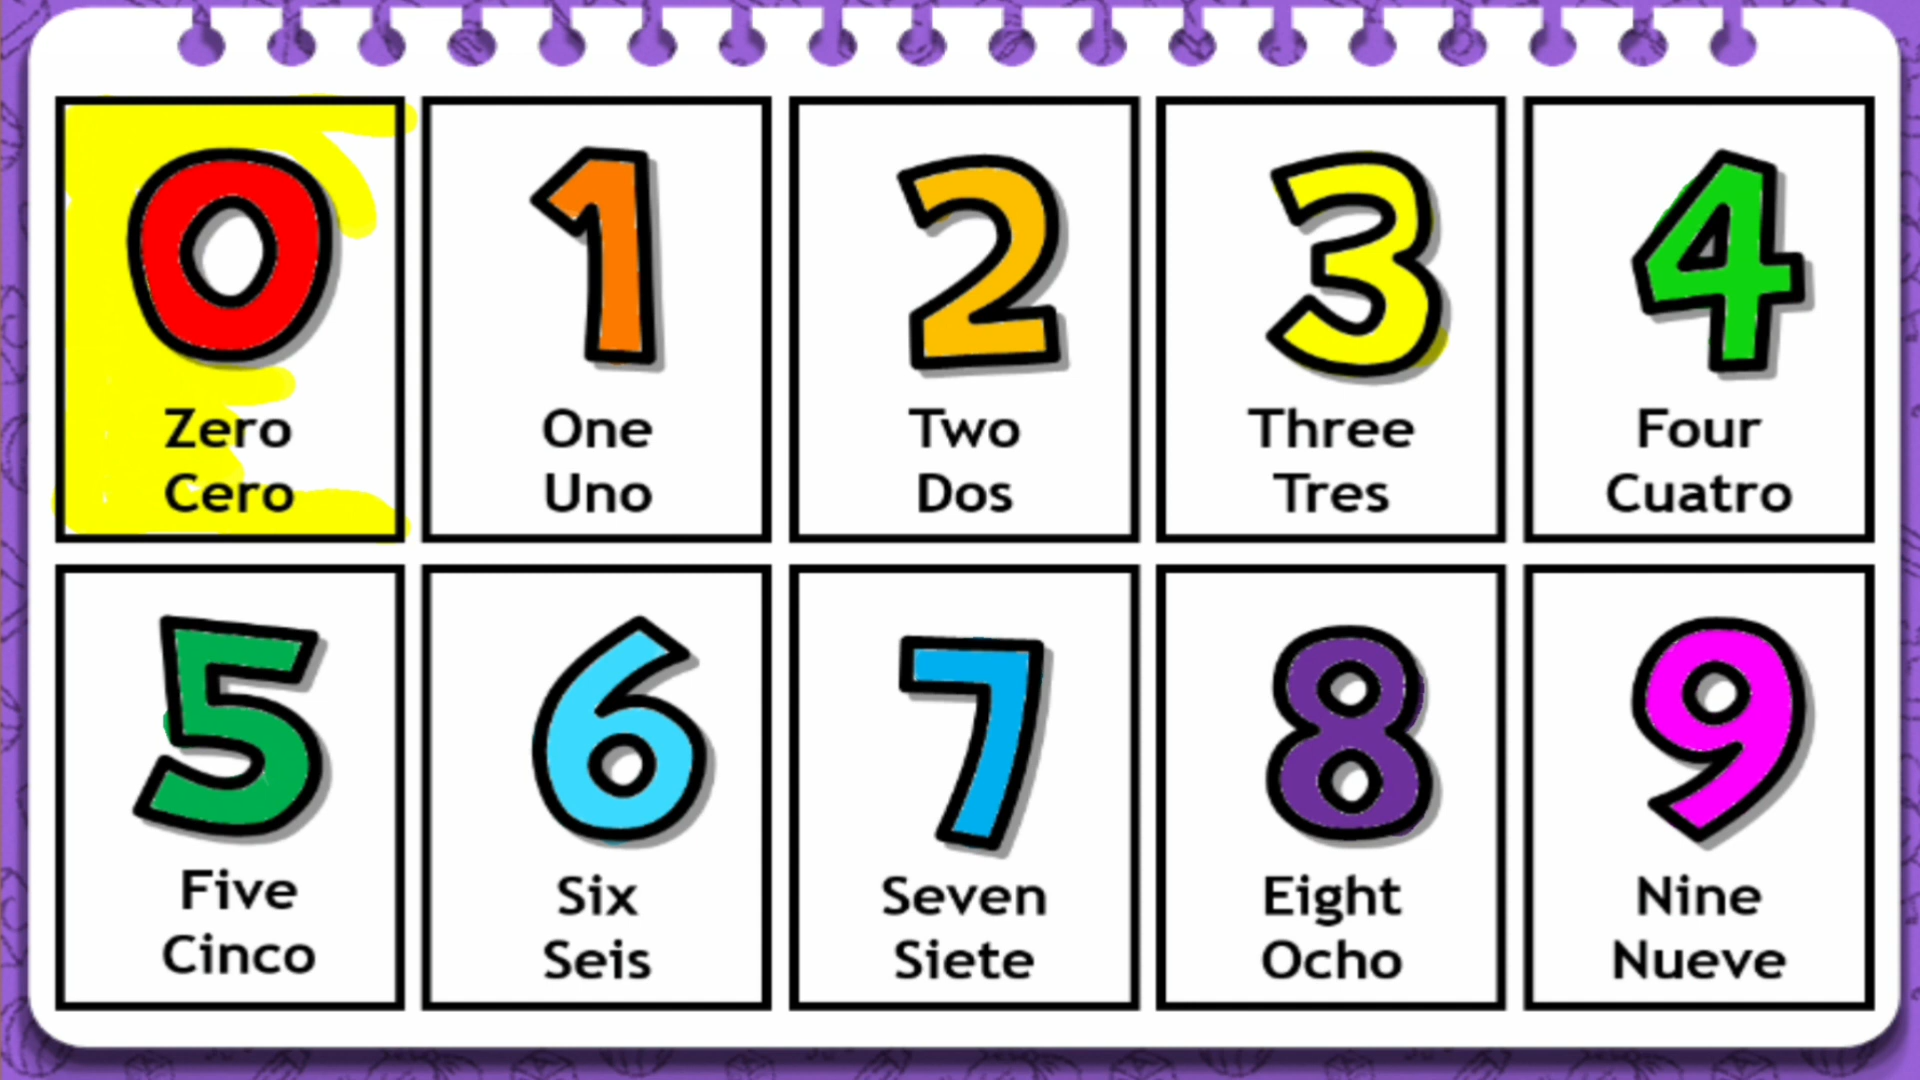 0
Zero
Cero
1
One
Uno
2
Two
Dos
3
Three
Tres
4
Four
Cuatro
5
Five
Cinco
6
Six
Seis
7
Seven
Siete
8
Eight
Ocho
9
Nine
Nueve